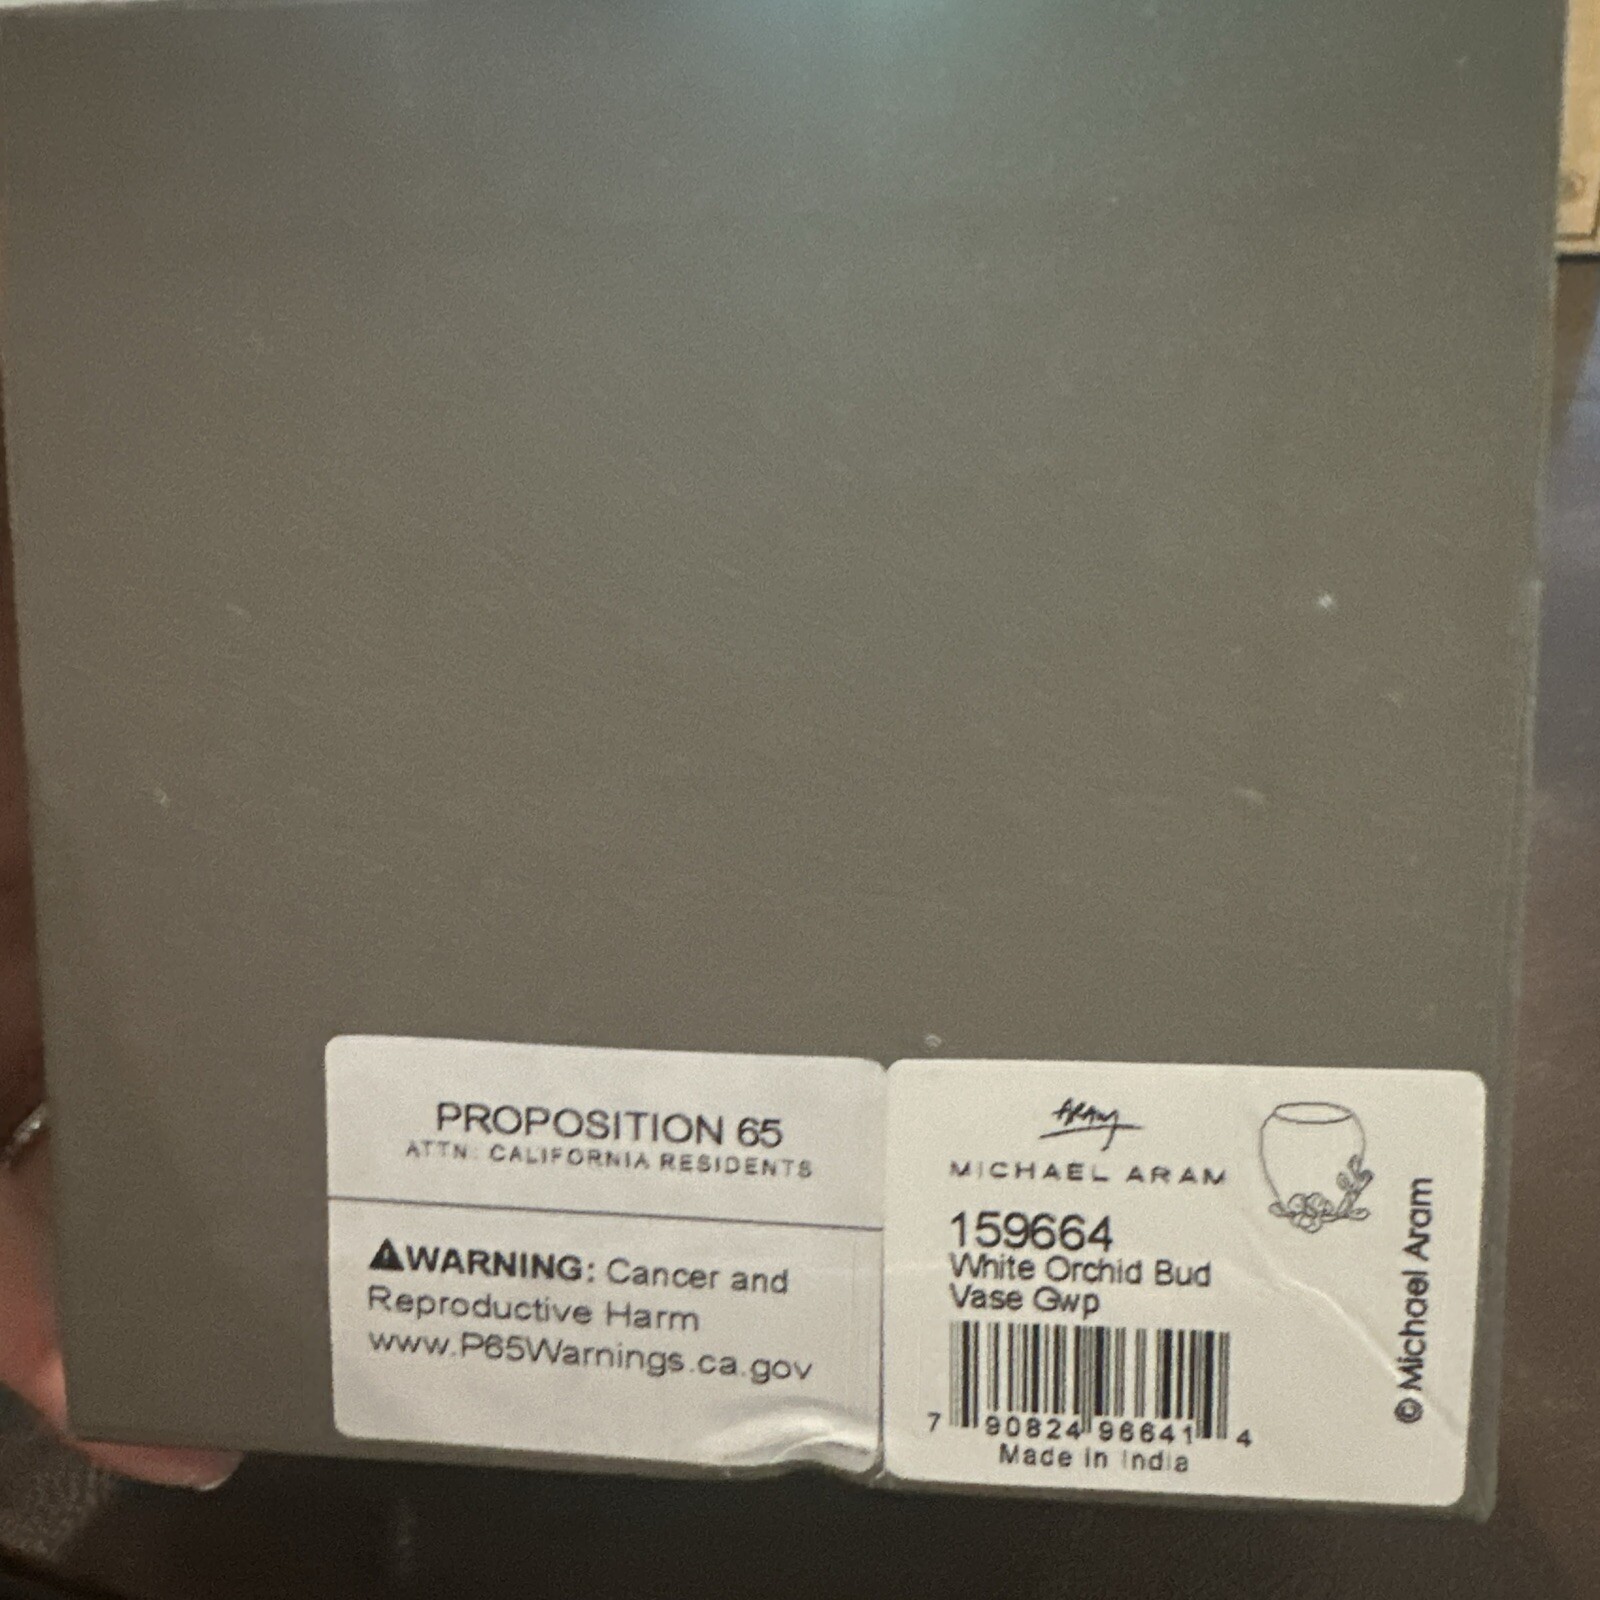 PROPOSITION 65
ATTN: CALIFORNIA RESIDENTS
⚠WARNING: Cancer and
Reproductive Harm
www.P65Warnings.ca.gov
ARAM
MICHAEL ARAM
159664
White Orchid Bud
Vase Gwp
7 90824 96641 4
Made in India
© Michael Aram